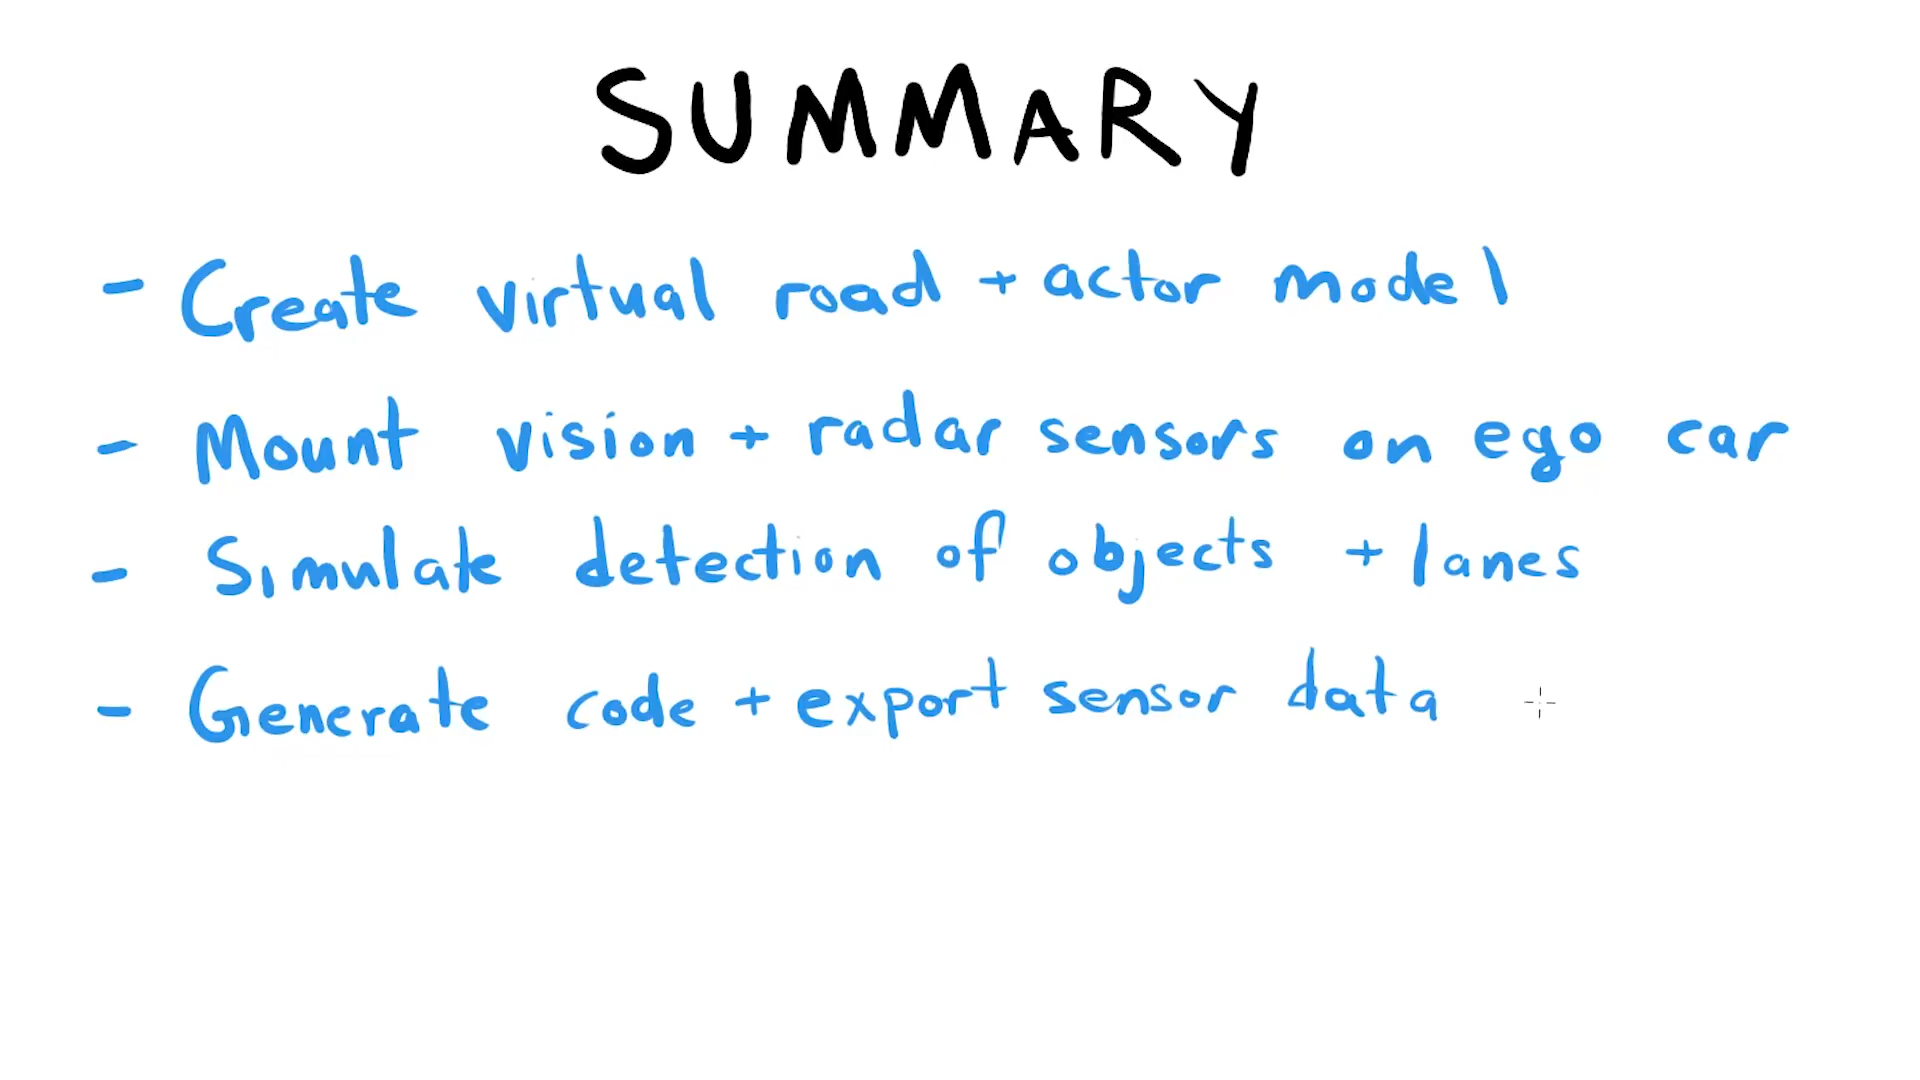 SUMMARY
- Create virtual road + actor model
- Mount vision + radar sensors on ego car
- Simulate detection of objects + lanes
- Generate code + export sensor data